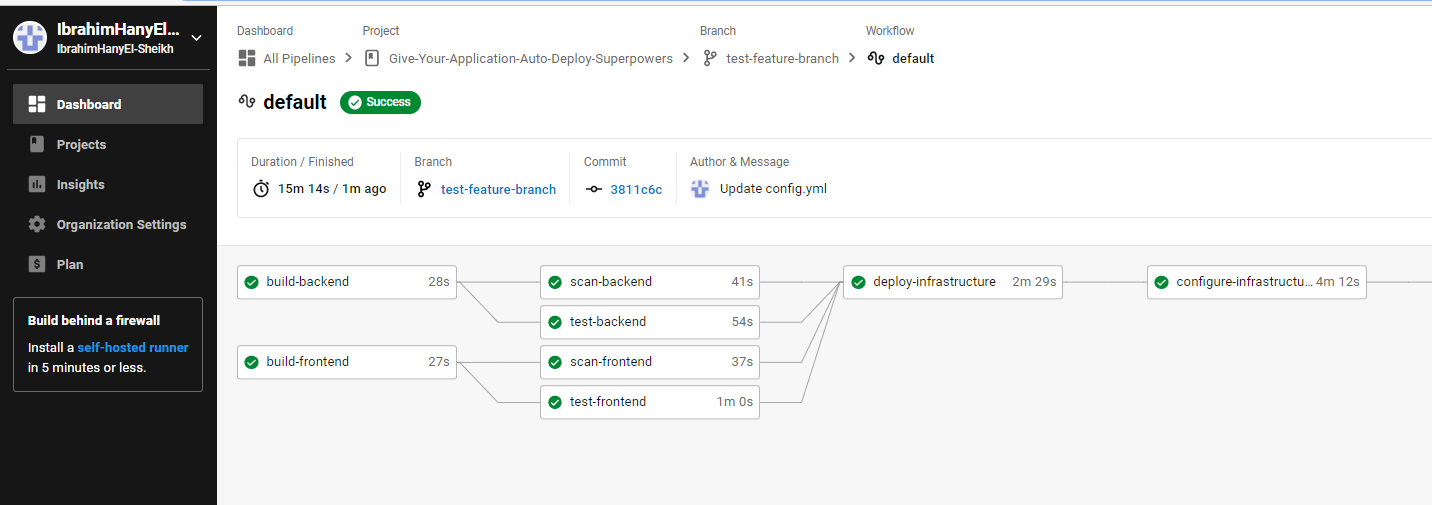 IbrahimHanyEl...
IbrahimHanyEl-Sheikh
Dashboard
Projects
Insights
Organization Settings
Plan
Build behind a firewall
Install a self-hosted runner
in 5 minutes or less.
Dashboard Project Branch Workflow
All Pipelines Give-Your-Application-Auto-Deploy-Superpowers test-feature-branch default
default Success
Duration / Finished Branch Commit Author & Message
15m 14s / 1m ago test-feature-branch 3811c6c Update config.yml
build-backend 28s scan-backend 41s deploy-infrastructure 2m 29s configure-infrastructu... 4m 12s
test-backend 54s
build-frontend 27s scan-frontend 37s
test-frontend 1m 0s